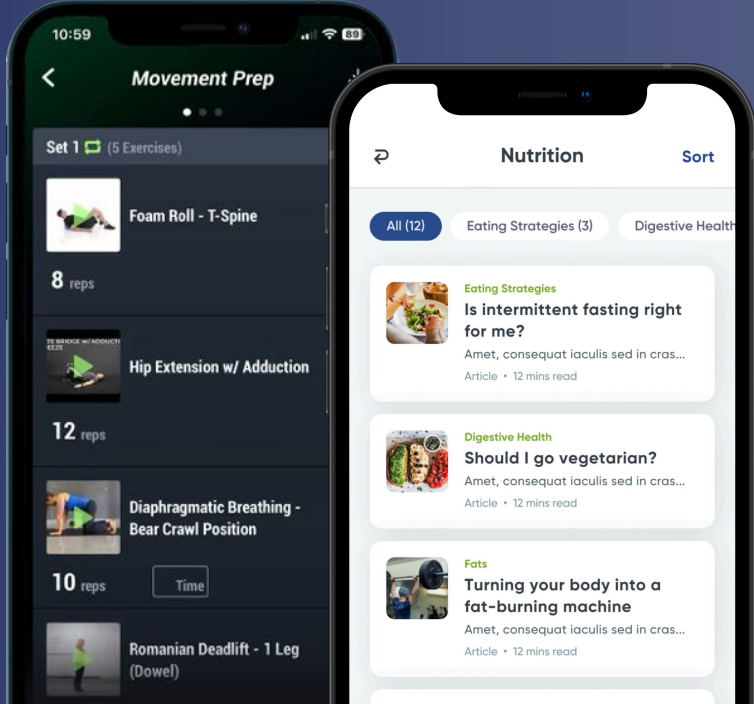 10:59
89
Movement Prep
Set 1 (5 Exercises)
Foam Roll - T-Spine
8 reps
Hip Extension w/ Adduction
12 reps
Diaphragmatic Breathing -
Bear Crawl Position
10 reps
Time
Romanian Deadlift - 1 Leg
(Dowel)
Nutrition
Sort
All (12)
Eating Strategies (3)
Digestive Health
Eating Strategies
Is intermittent fasting right
for me?
Amet, consequat iaculis sed in cras...
Article • 12 mins read
Digestive Health
Should I go vegetarian?
Amet, consequat iaculis sed in cras...
Article • 12 mins read
Fats
Turning your body into a
fat-burning machine
Amet, consequat iaculis sed in cras...
Article • 12 mins read